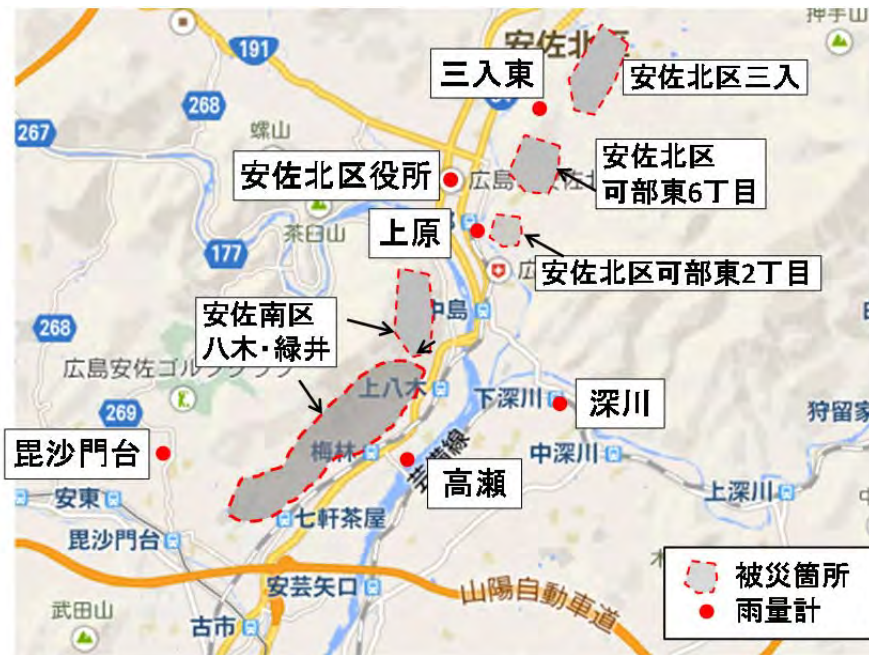 押手山
191
安佐北区
三入東
安佐北区三入
268
267
螺山
安佐北区
可部東6丁目
安佐北区役所
茶臼山
上原
177
安佐北区可部東2丁目
安佐南区
八木・緑井
中島
268
広島安佐ゴルフクラブ
上八木
下深川
深川
狩留家
269
毘沙門台
梅林
高瀬
芸備線
中深川
安東
上深川
七軒茶屋
毘沙門台
安芸矢口
山陽自動車道
被災箇所
雨量計
武田山
古市